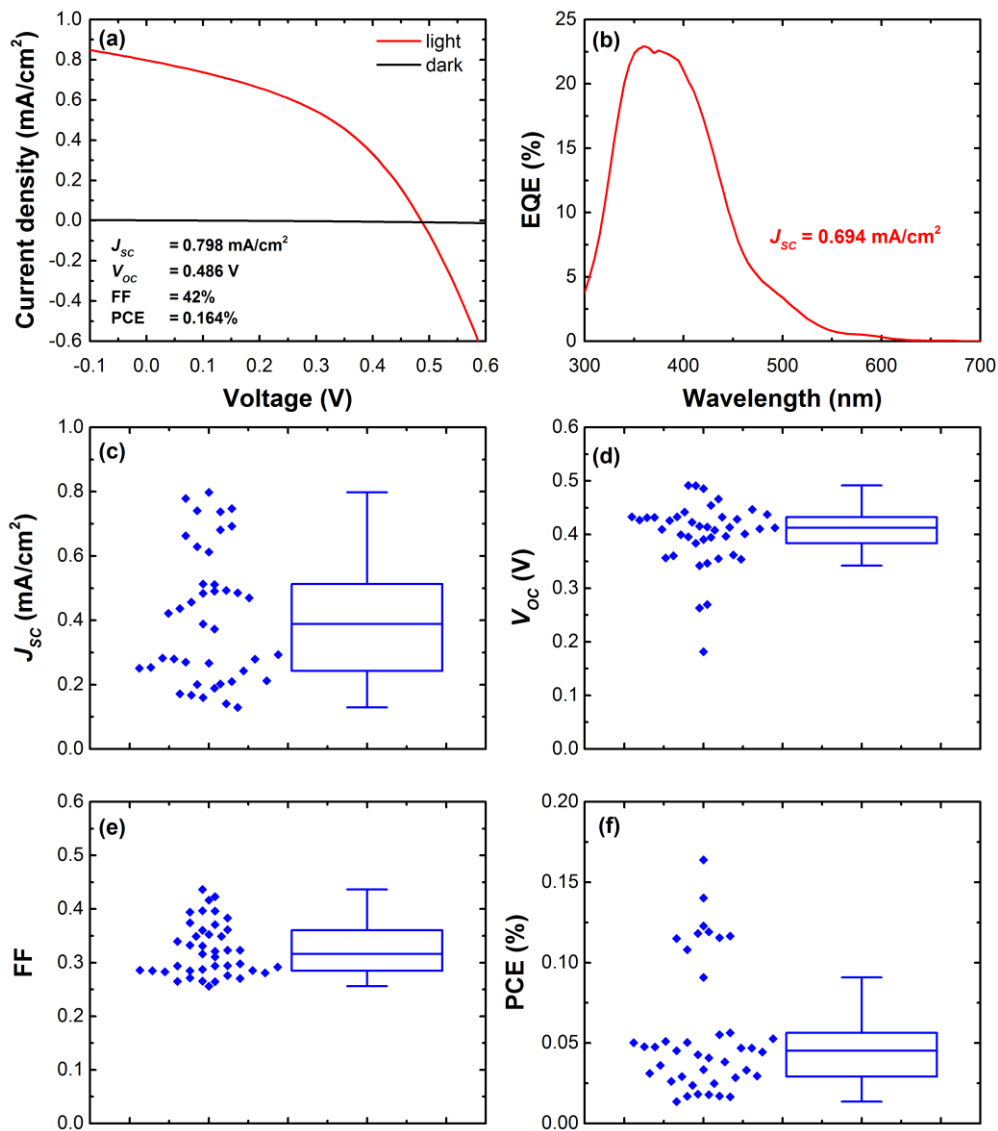 (a)
light
dark
Current density (mA/cm²)
1.0
0.8
0.6
0.4
0.2
0.0
-0.2
-0.4
-0.6
J_SC = 0.798 mA/cm²
V_OC = 0.486 V
FF = 42%
PCE = 0.164%
-0.1 0.0 0.1 0.2 0.3 0.4 0.5 0.6
Voltage (V)
(b)
EQE (%)
25
20
15
10
5
0
J_SC = 0.694 mA/cm²
300 400 500 600 700
Wavelength (nm)
(c)
J_SC (mA/cm²)
1.0
0.8
0.6
0.4
0.2
0.0
(d)
V_OC (V)
0.6
0.5
0.4
0.3
0.2
0.1
0.0
(e)
FF
0.6
0.5
0.4
0.3
0.2
0.1
0.0
(f)
PCE (%)
0.20
0.15
0.10
0.05
0.00